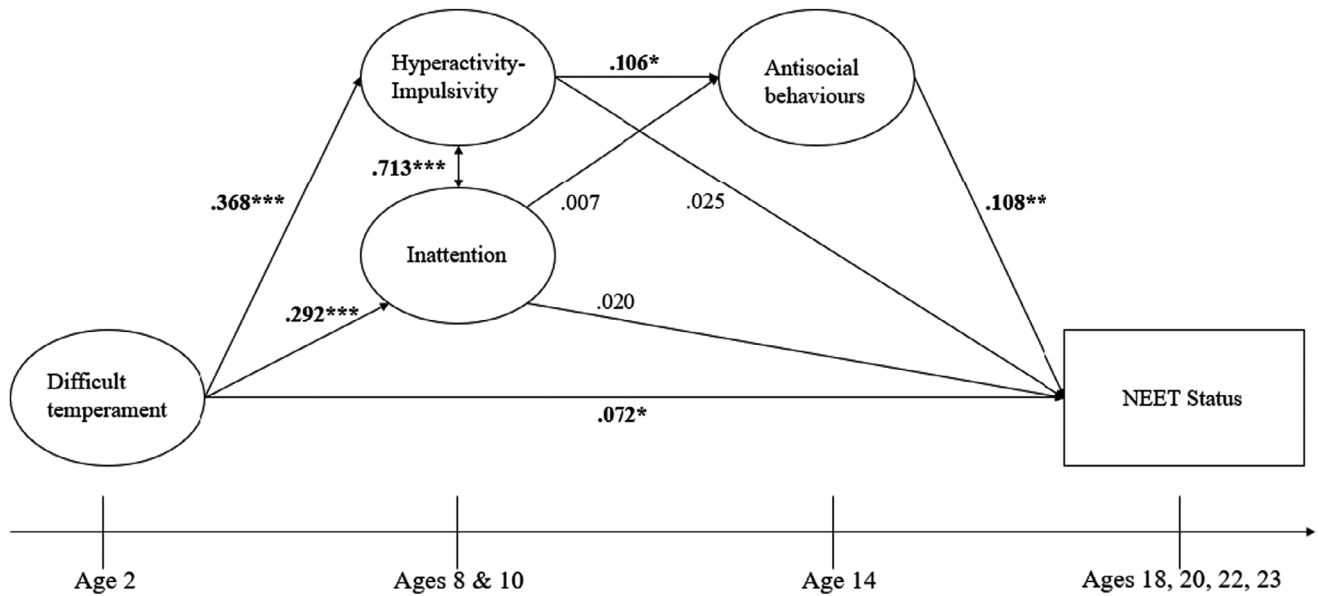 Hyperactivity-
Impulsivity
.106*
Antisocial
behaviours
.713***
.368***
.007
.025
.108**
Inattention
.292***
.020
Difficult
temperament
.072*
NEET Status
Age 2
Ages 8 & 10
Age 14
Ages 18, 20, 22, 23